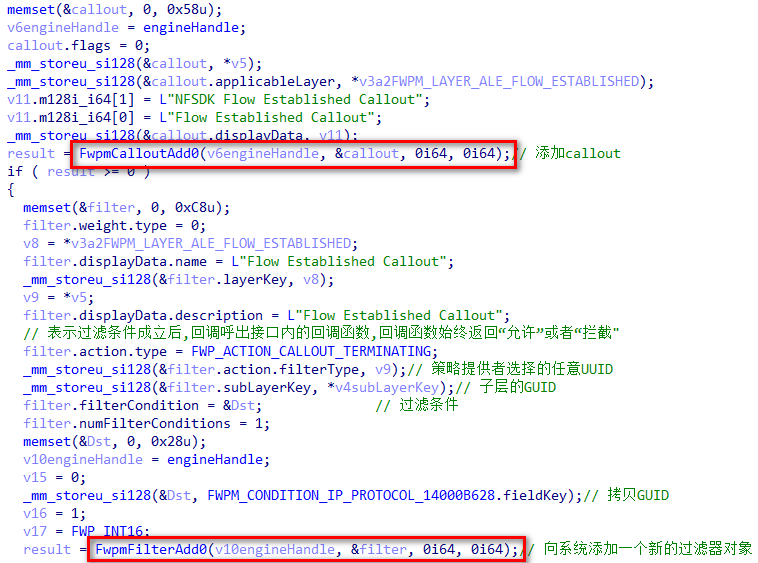 memset(&callout, 0, 0x58u);
v6engineHandle = engineHandle;
callout.flags = 0;
_mm_storeu_si128(&callout, *v5);
_mm_storeu_si128(&callout.applicableLayer, *v3a2FWPM_LAYER_ALE_FLOW_ESTABLISHED);
v11.m128i_i64[1] = L"NFSDK Flow Established Callout";
v11.m128i_i64[0] = L"Flow Established Callout";
_mm_storeu_si128(&callout.displayData, v11);
result = FwpmCalloutAdd0(v6engineHandle, &callout, 0i64, 0i64);// 添加callout
if ( result >= 0 )
{
memset(&filter, 0, 0xC8u);
filter.weight.type = 0;
v8 = *v3a2FWPM_LAYER_ALE_FLOW_ESTABLISHED;
filter.displayData.name = L"Flow Established Callout";
_mm_storeu_si128(&filter.layerKey, v8);
v9 = *v5;
filter.displayData.description = L"Flow Established Callout";
// 表示过滤条件成立后,回调呼出接口内的回调函数,回调函数始终返回“允许”或者“拦截"
filter.action.type = FWP_ACTION_CALLOUT_TERMINATING;
_mm_storeu_si128(&filter.action.filterType, v9);// 策略提供者选择的任意UUID
_mm_storeu_si128(&filter.subLayerKey, *v4subLayerKey);// 子层的GUID
filter.filterCondition = &Dst; // 过滤条件
filter.numFilterConditions = 1;
memset(&Dst, 0, 0x28u);
v10engineHandle = engineHandle;
v15 = 0;
_mm_storeu_si128(&Dst, FWPM_CONDITION_IP_PROTOCOL_14000B628.fieldKey);// 拷贝GUID
v16 = 1;
v17 = FWP_INT16;
result = FwpmFilterAdd0(v10engineHandle, &filter, 0i64, 0i64);// 向系统添加一个新的过滤器对象